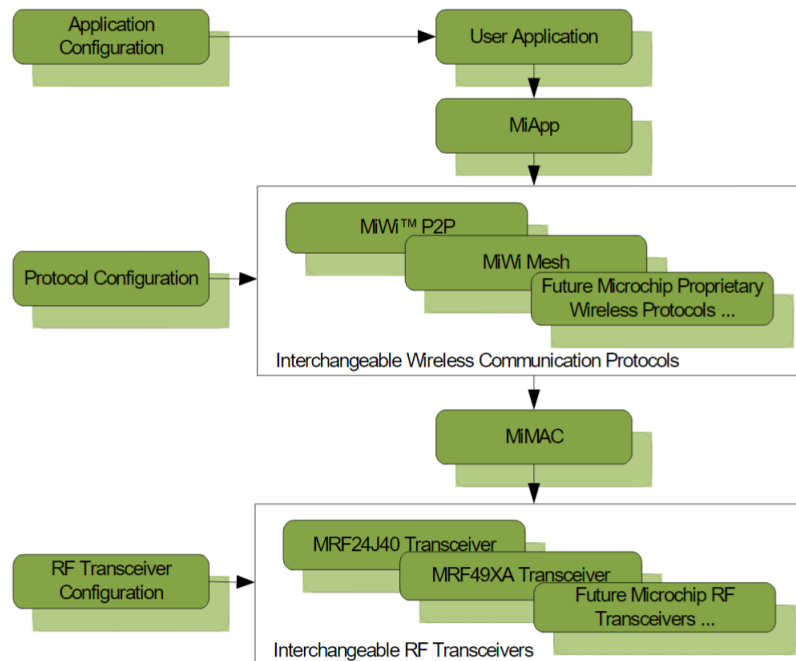 Application
Configuration
User Application
MiApp
MiWi™ P2P
MiWi Mesh
Future Microchip Proprietary
Wireless Protocols ...
Protocol Configuration
Interchangeable Wireless Communication Protocols
MiMAC
MRF24J40 Transceiver
MRF49XA Transceiver
Future Microchip RF
Transceivers ...
RF Transceiver
Configuration
Interchangeable RF Transceivers